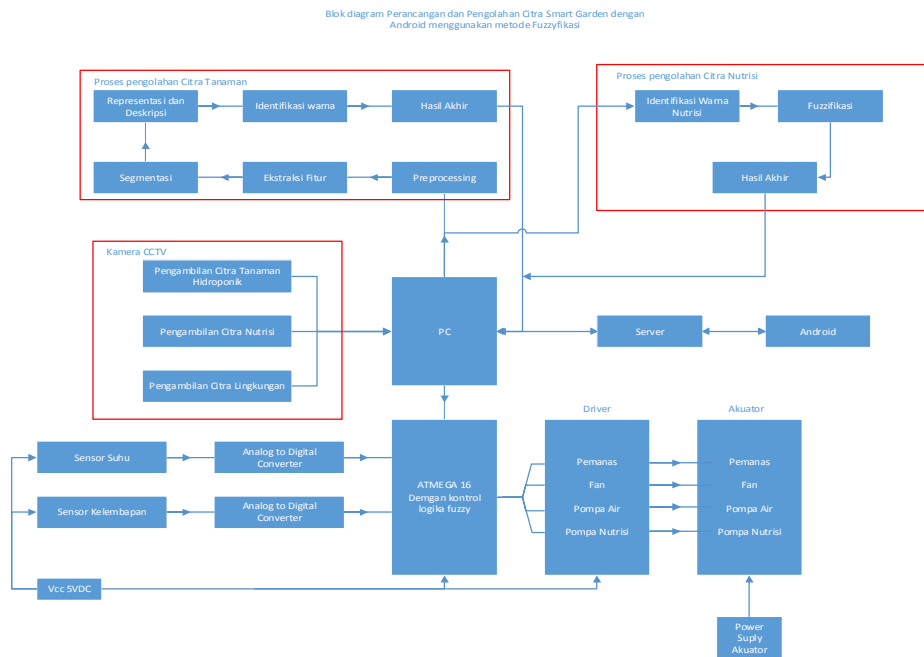 Blok diagram Perancangan dan Pengolahan Citra Smart Garden dengan
Android menggunakan metode Fuzzyfikasi
Proses pengolahan Citra Tanaman
Representasi dan
Deskripsi
Identifikasi warna
Hasil Akhir
Segmentasi
Ekstraksi Fitur
Preprocessing
Proses pengolahan Citra Nutrisi
Identifikasi Warna
Nutrisi
Fuzzifikasi
Hasil Akhir
Kamera CCTV
Pengambilan Citra Tanaman
Hidroponik
Pengambilan Citra Nutrisi
Pengambilan Citra Lingkungan
PC
Server
Android
Sensor Suhu
Analog to Digital
Converter
Sensor Kelembapan
Analog to Digital
Converter
Vcc 5VDC
ATMEGA 16
Demgan kontrol
logika fuzzy
Driver
Pemanas
Fan
Pompa Air
Pompa Nutrisi
Akuator
Pemanas
Fan
Pompa Air
Pompa Nutrisi
Power
Suply
Akuator